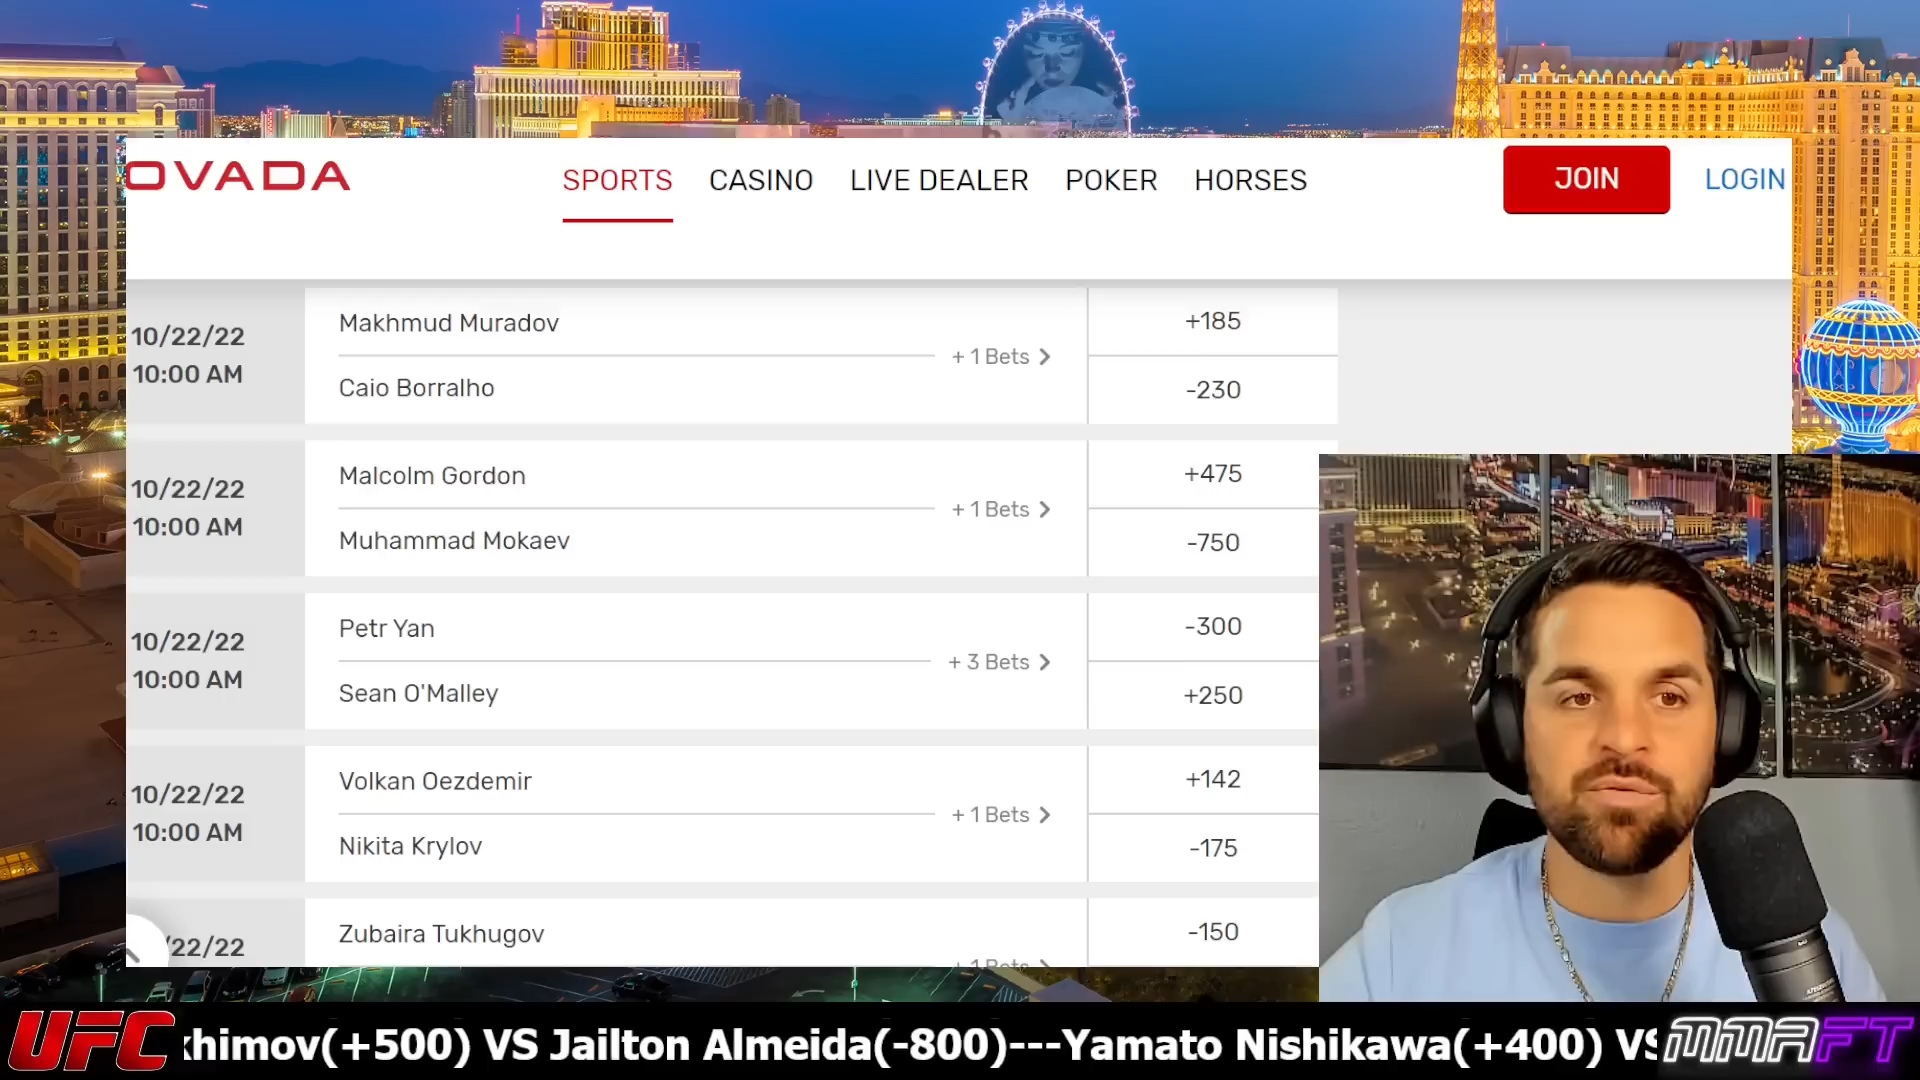 OVADA
SPORTS CASINO LIVE DEALER POKER HORSES
JOIN LOGIN
10/22/22
10:00 AM
Makhmud Muradov
+ 1 Bets
Caio Borralho
+185
-230
10/22/22
10:00 AM
Malcolm Gordon
+ 1 Bets
Muhammad Mokaev
+475
-750
10/22/22
10:00 AM
Petr Yan
+ 3 Bets
Sean O'Malley
-300
+250
10/22/22
10:00 AM
Volkan Oezdemir
+ 1 Bets
Nikita Krylov
+142
-175
/22/22
Zubaira Tukhugov
+ 1 Bets
-150
UFC
khimov(+500) VS Jailton Almeida(-800)---Yamato Nishikawa(+400) VS
MMAFT